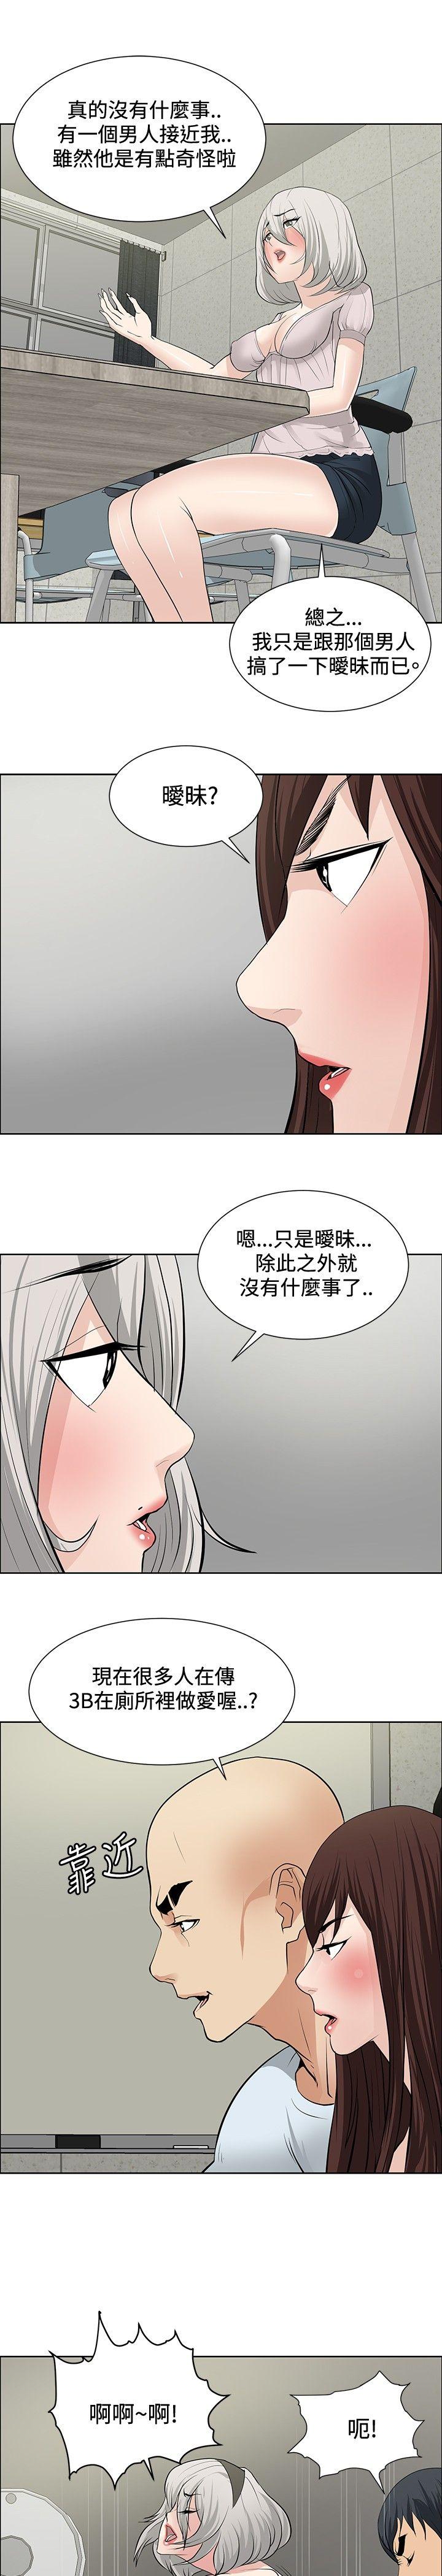 真的沒有什麼事..
有一個男人接近我..
雖然他是有點奇怪啦
總之...
我只是跟那個男人
搞了一下曖昧而已。
曖昧?
嗯...只是曖昧...
除此之外就
沒有什麼事了..
現在很多人在傳
3B在廁所裡做愛喔..?
靠近
啊啊~啊!
呃!